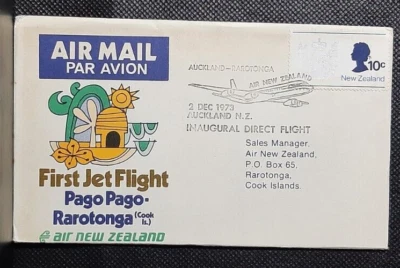 AIR MAIL
PAR AVION
First Jet Flight
Pago Pago-
Rarotonga (Cook Is.)
air new zealand
AUCKLAND-RAROTONGA
AIR NEW ZEALAND
2 DEC 1973
AUCKLAND N.Z.
INAUGURAL DIRECT FLIGHT
10c
New Zealand
Sales Manager,
Air New Zealand,
P.O. Box 65,
Rarotonga,
Cook Islands.